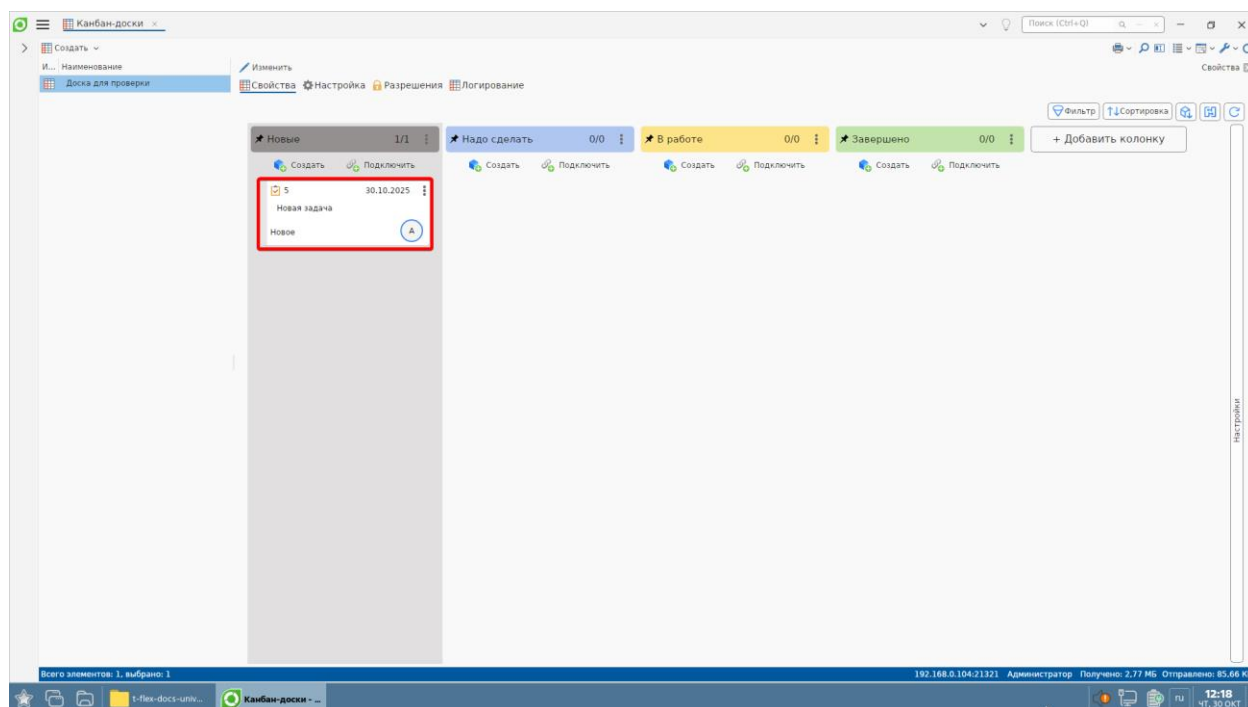 Канбан-доски ×
Поиск (Ctrl+Q)
Создать
И... Наименование
Доска для проверки
Изменить
Свойства
Свойства Настройка Разрешения Логирование
Фильтр Сортировка
Новые 1/1
Надо сделать 0/0
В работе 0/0
Завершено 0/0
+ Добавить колонку
Создать Подключить
Создать Подключить
Создать Подключить
Создать Подключить
5 30.10.2025
Новая задача
Новое А
Настройки
Всего элементов: 1, выбрано: 1
192.168.0.104:21321 Администратор Получено: 2,77 МБ Отправлено: 85,66 К
t-flex-docs-univ...
Канбан-доски - ...
ru
12:18
ЧТ, 30 ОКТ